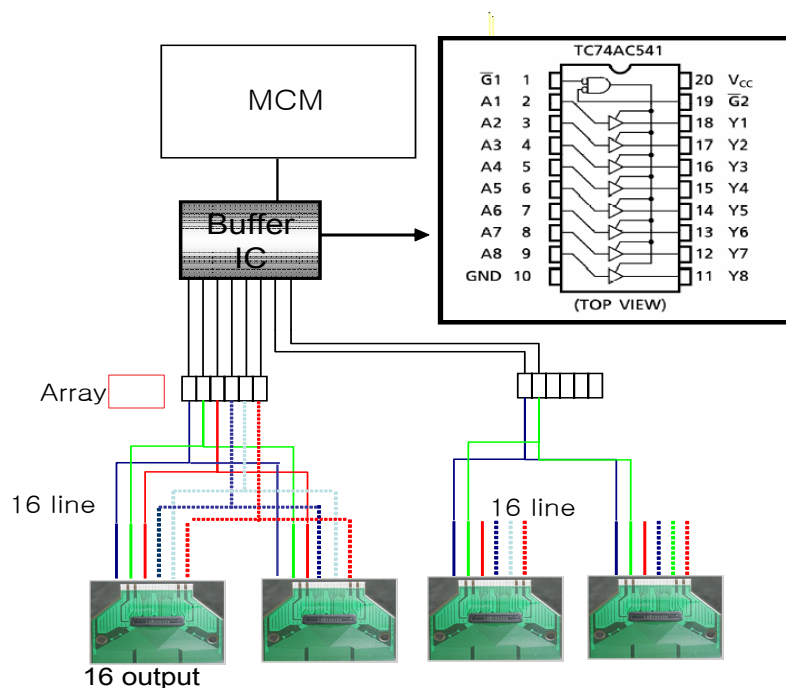 MCM
TC74AC541
G̅1 1 20 VCC
A1 2 19 G̅2
A2 3 18 Y1
A3 4 17 Y2
A4 5 16 Y3
A5 6 15 Y4
A6 7 14 Y5
A7 8 13 Y6
A8 9 12 Y7
GND 10 11 Y8
(TOP VIEW)
Buffer
IC
Array
16 line
16 line
16 output